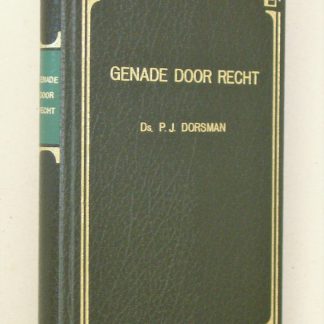 GENADE
DOOR
RECHT
GENADE DOOR RECHT
Ds. P. J. DORSMAN